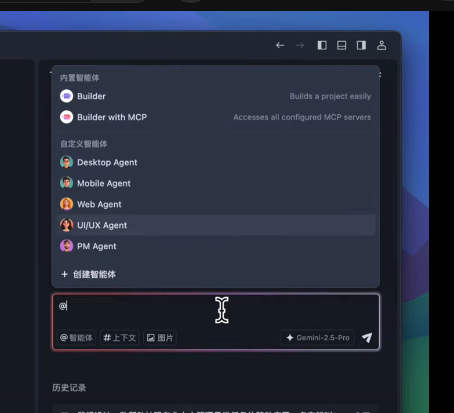 内置智能体
Builder Builds a project easily
Builder with MCP Accesses all configured MCP servers
自定义智能体
Desktop Agent
Mobile Agent
Web Agent
UI/UX Agent
PM Agent
+ 创建智能体
@
@智能体 #上下文 图片 Gemini-2.5-Pro
历史记录